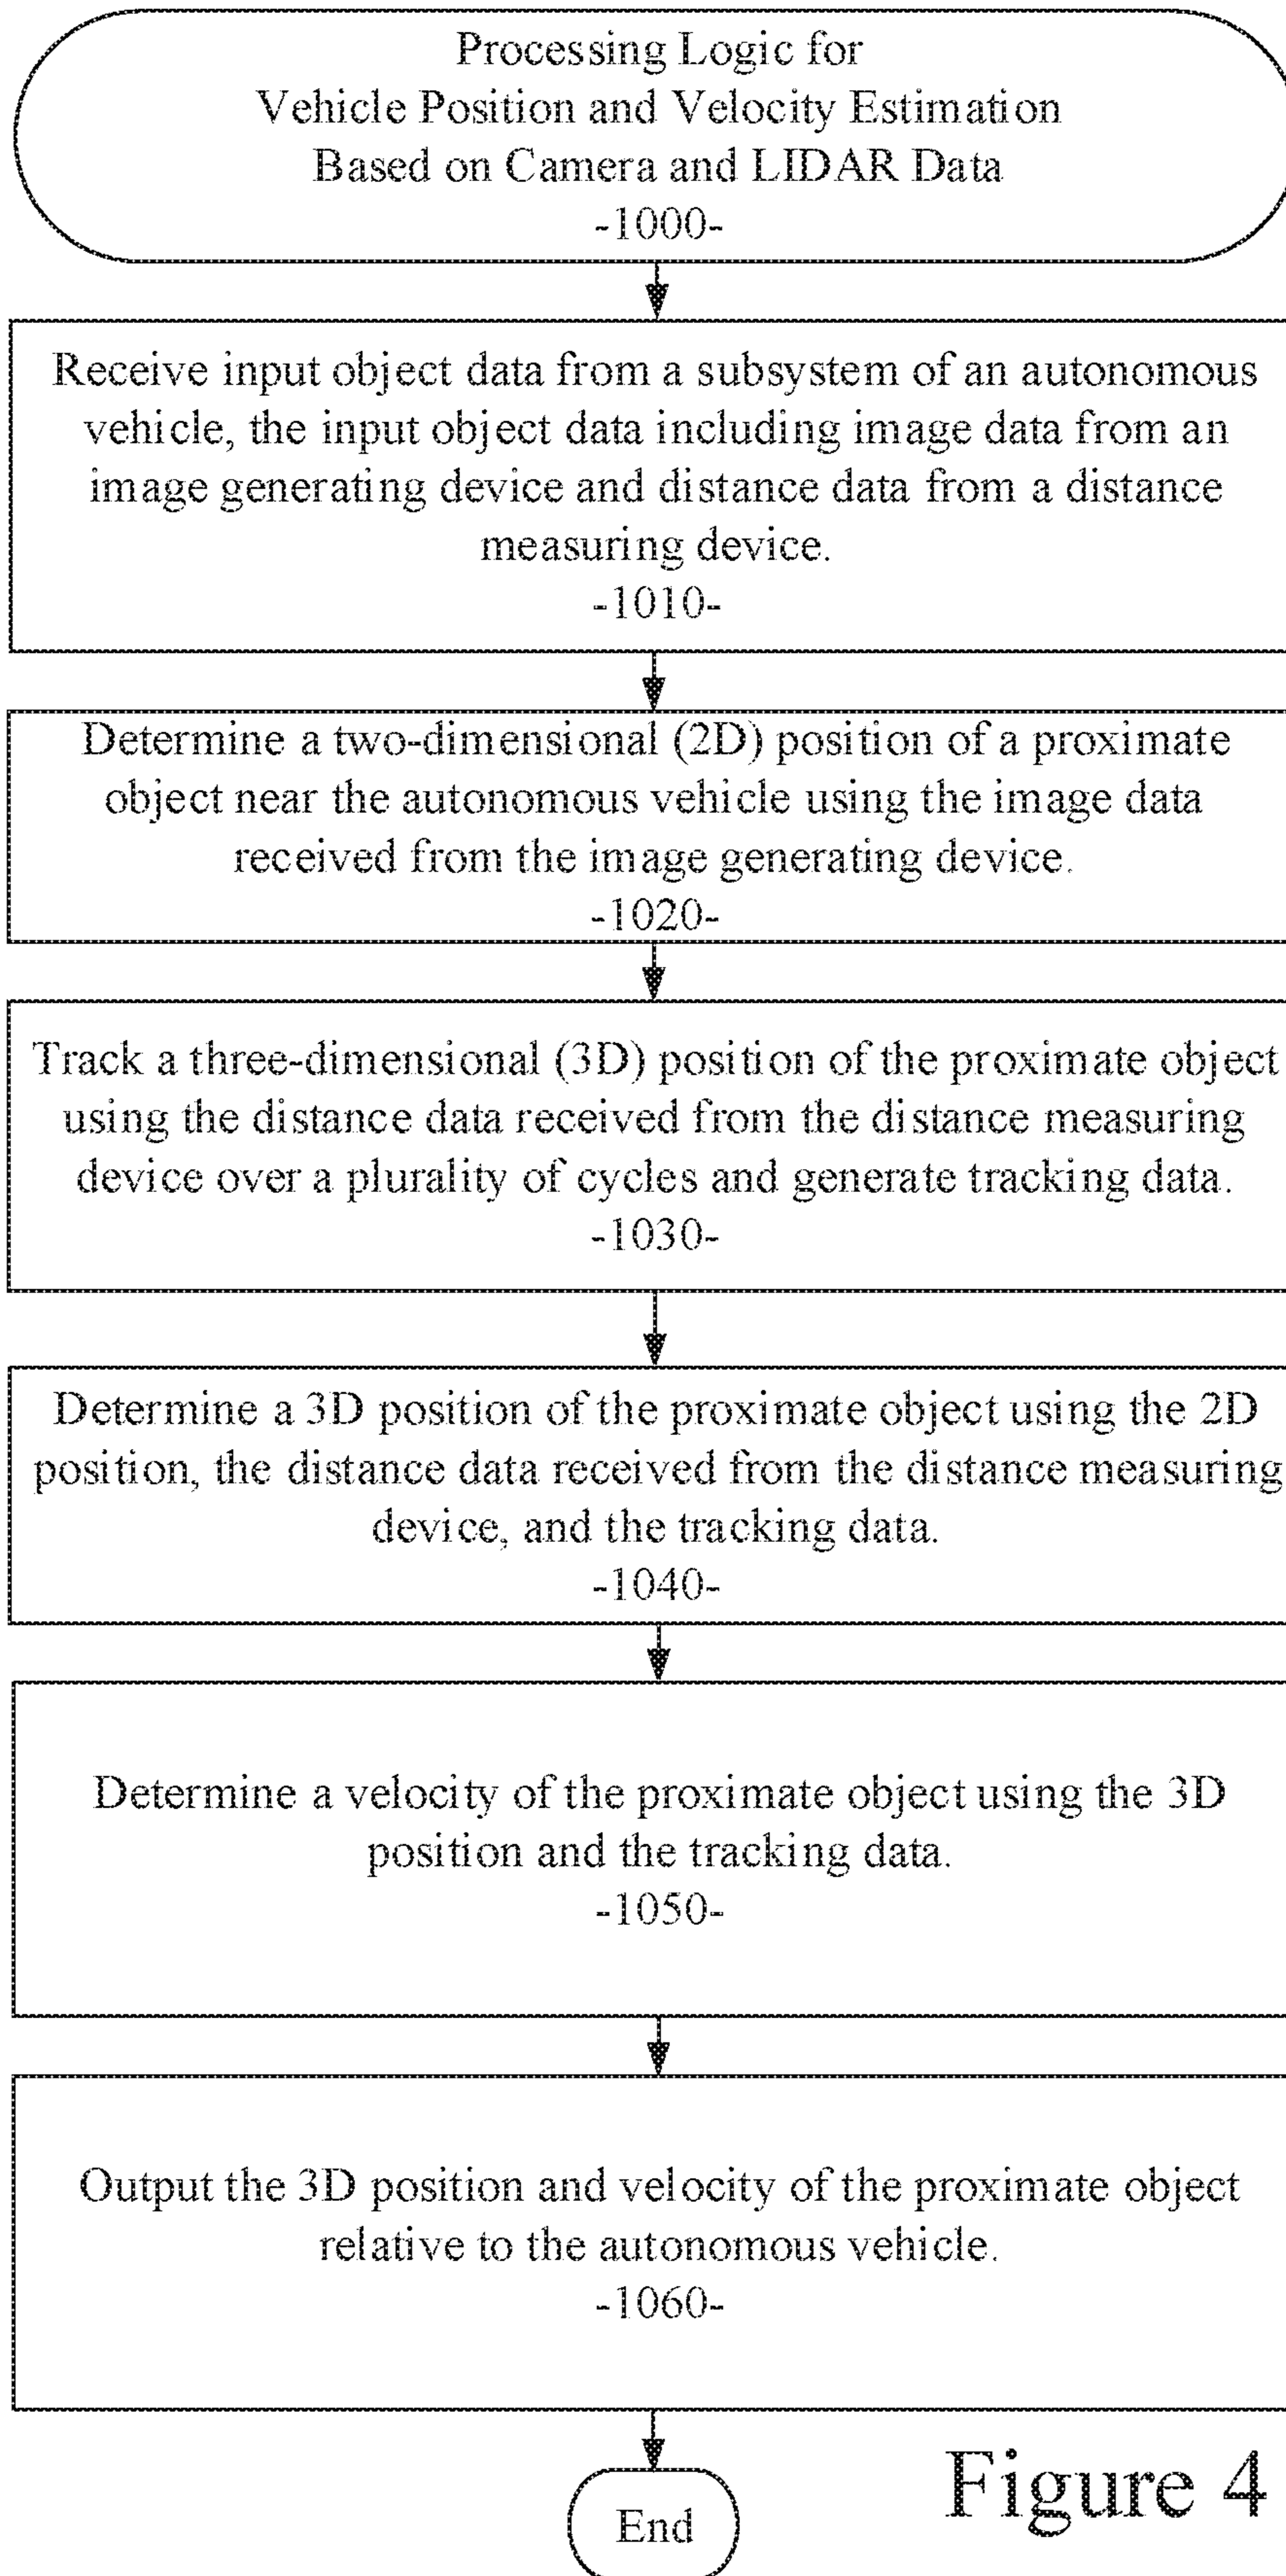 Processing Logic for
Vehicle Position and Velocity Estimation
Based on Camera and LIDAR Data
-1000-
Receive input object data from a subsystem of an autonomous
vehicle, the input object data including image data from an
image generating device and distance data from a distance
measuring device.
-1010-
Determine a two-dimensional (2D) position of a proximate
object near the autonomous vehicle using the image data
received from the image generating device.
-1020-
Track a three-dimensional (3D) position of the proximate object
using the distance data received from the distance measuring
device over a plurality of cycles and generate tracking data.
-1030-
Determine a 3D position of the proximate object using the 2D
position, the distance data received from the distance measuring
device, and the tracking data.
-1040-
Determine a velocity of the proximate object using the 3D
position and the tracking data.
-1050-
Output the 3D position and velocity of the proximate object
relative to the autonomous vehicle.
-1060-
End
Figure 4